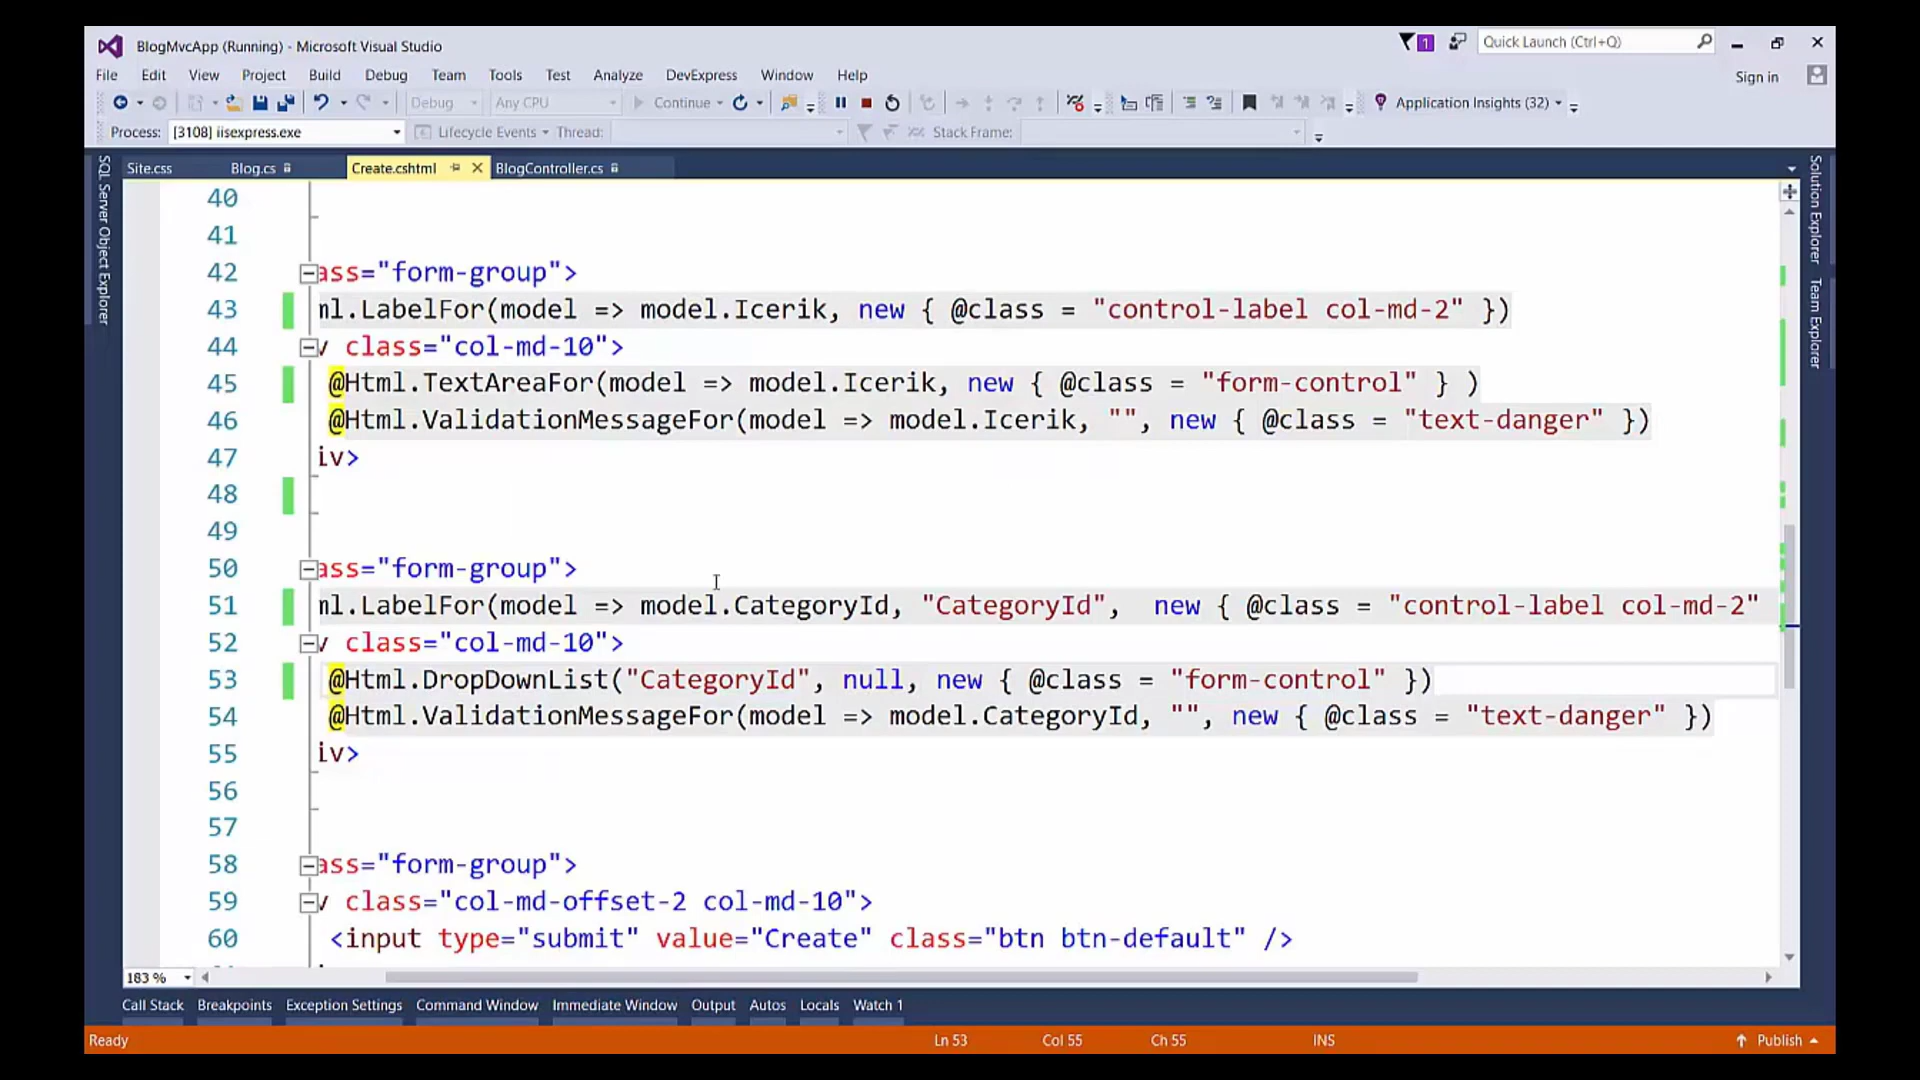 BlogMvcApp (Running) - Microsoft Visual Studio
1
Quick Launch (Ctrl+Q)
File Edit View Project Build Debug Team Tools Test Analyze DevExpress Window Help
Sign in
Debug Any CPU Continue Application Insights (32)
Process: [3108] iisexpress.exe Lifecycle Events Thread: Stack Frame:
SQL Server Object Explorer
Site.css Blog.cs Create.cshtml BlogController.cs
Solution Explorer
Team Explorer
40
41
42 ass="form-group">
43 ml.LabelFor(model => model.Icerik, new { @class = "control-label col-md-2" })
44 v class="col-md-10">
45 @Html.TextAreaFor(model => model.Icerik, new { @class = "form-control" } )
46 @Html.ValidationMessageFor(model => model.Icerik, "", new { @class = "text-danger" })
47 iv>
48
49
50 ass="form-group">
51 ml.LabelFor(model => model.CategoryId, "CategoryId", new { @class = "control-label col-md-2"
52 v class="col-md-10">
53 @Html.DropDownList("CategoryId", null, new { @class = "form-control" })
54 @Html.ValidationMessageFor(model => model.CategoryId, "", new { @class = "text-danger" })
55 iv>
56
57
58 ass="form-group">
59 v class="col-md-offset-2 col-md-10">
60 <input type="submit" value="Create" class="btn btn-default" />
183 %
Call Stack Breakpoints Exception Settings Command Window Immediate Window Output Autos Locals Watch 1
Ready Ln 53 Col 55 Ch 55 INS Publish